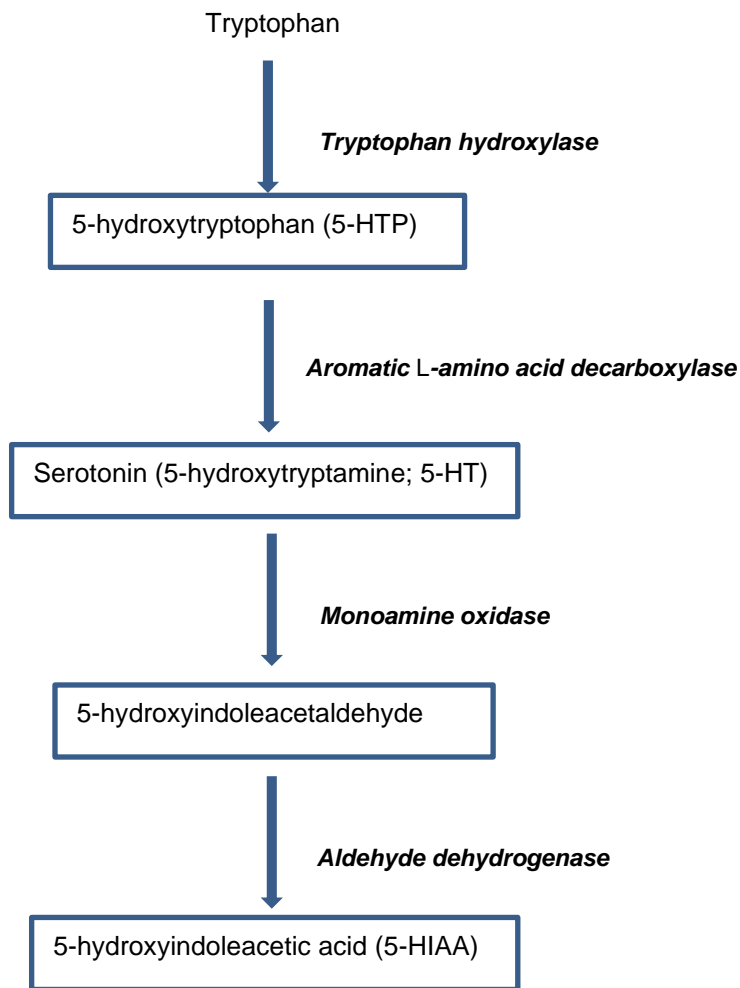 Tryptophan
Tryptophan hydroxylase
5-hydroxytryptophan (5-HTP)
Aromatic L-amino acid decarboxylase
Serotonin (5-hydroxytryptamine; 5-HT)
Monoamine oxidase
5-hydroxyindoleacetaldehyde
Aldehyde dehydrogenase
5-hydroxyindoleacetic acid (5-HIAA)